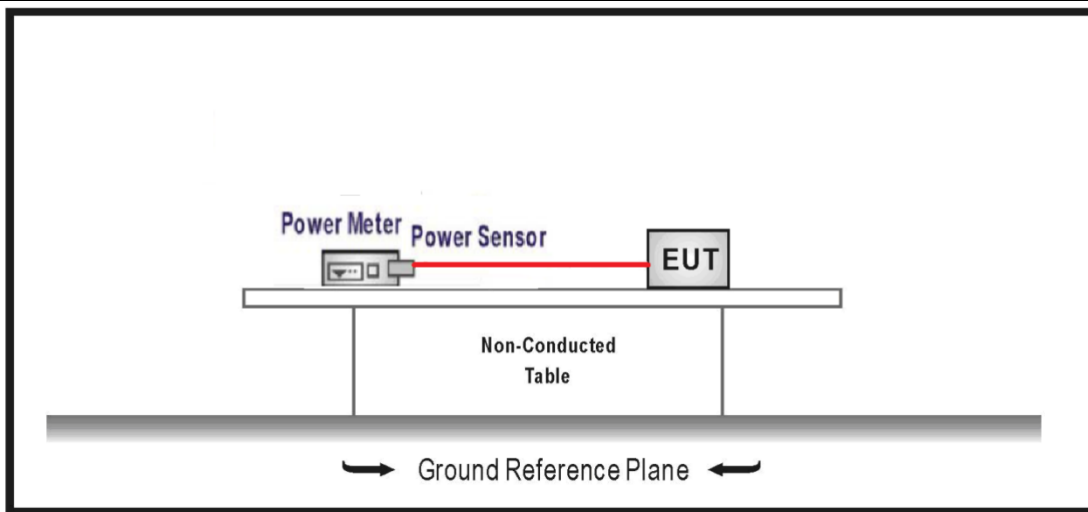 Power Meter
Power Sensor
EUT
Non-Conducted
Table
Ground Reference Plane